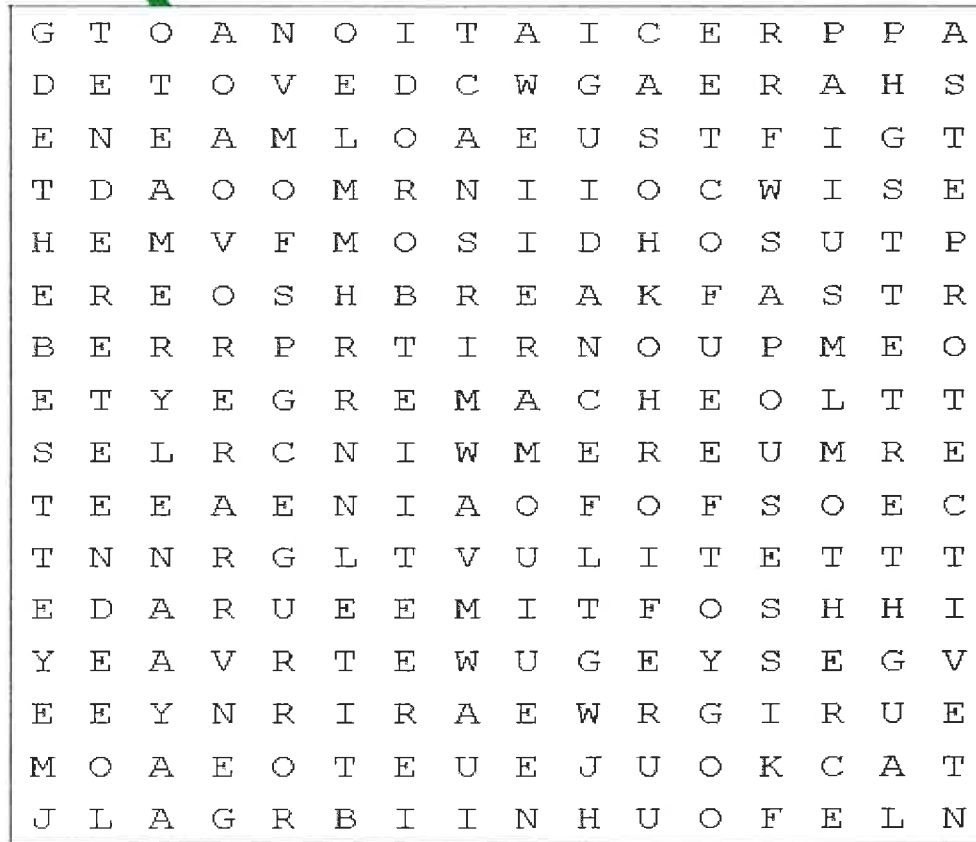 G T O A N O I T A I C E R P P A
D E T O V E D C W G A E R A H S
E N E A M L O A E U S T F I G T
T D A O O M R N I I O C W I S E
H E M V F M O S I D H O S U T P
E R E O S H B R E A K F A S T R
B E R R P R T I R N O U P M E O
E T Y E G R E M A C H E O L T T
S E L R C N I W M E R E U M R E
T E E A E N I A O F O F S O E C
T N N R G L T V U L I T E T T T
E D A R U E E M I T F O S H H I
Y E A V R T E W U G E Y S E G V
E E Y N R I R A E W R G I R U E
M O A E O T E U E J U O K C A T
J L A G R B I I N H U O F E L N